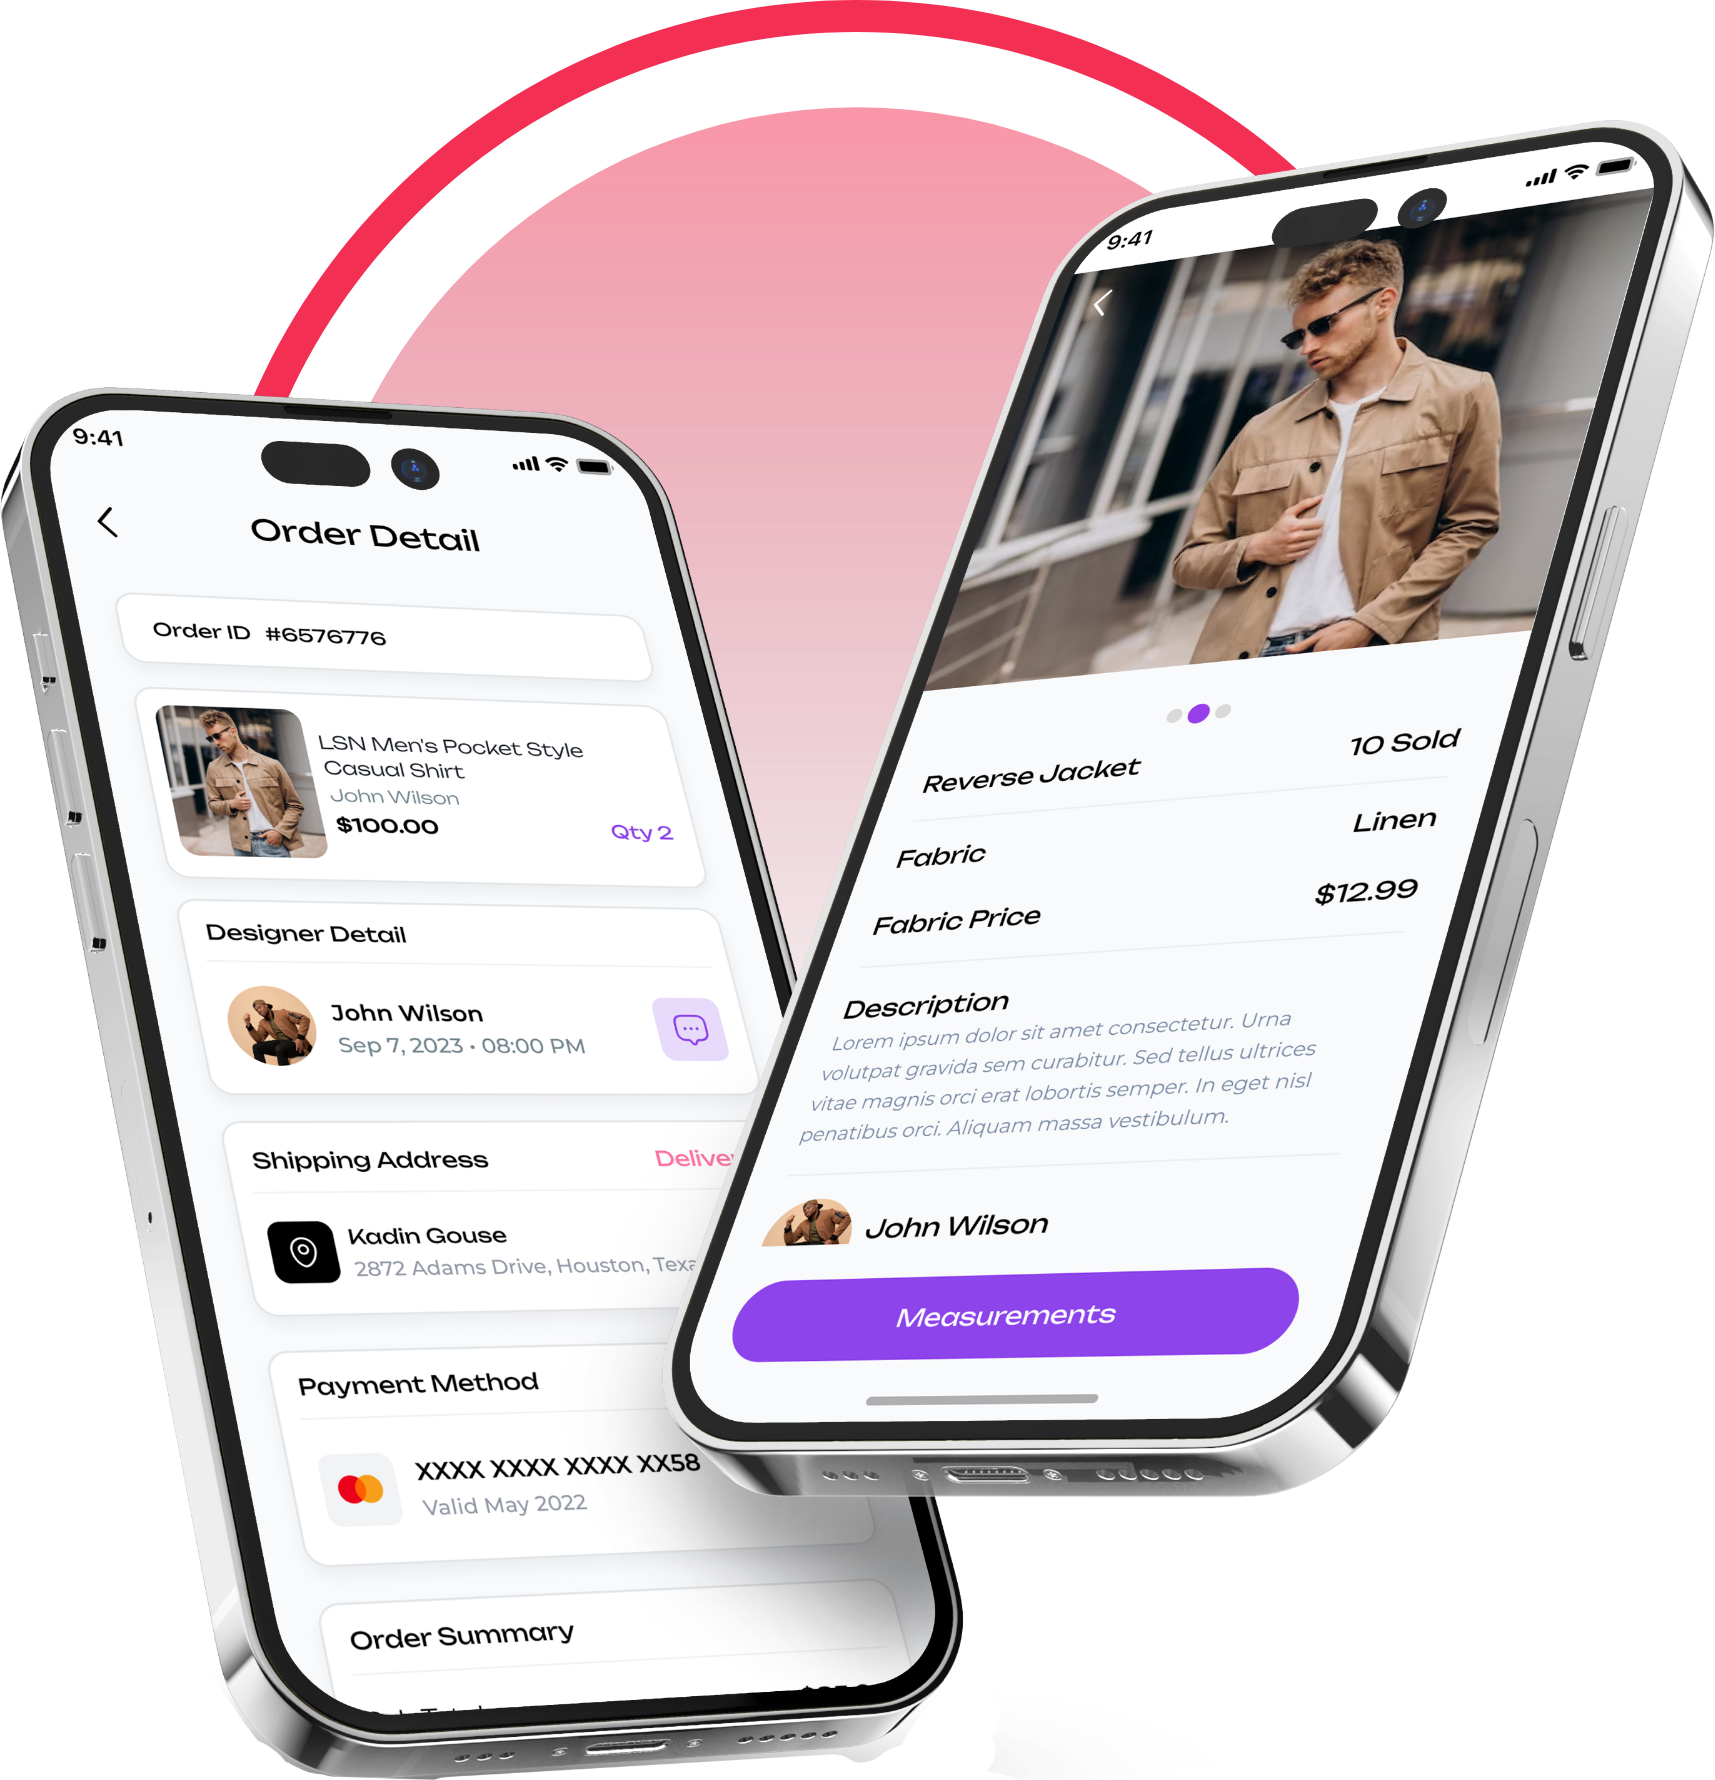 9:41
Order Detail
Order ID #6576776
LSN Men's Pocket Style
Casual Shirt
John Wilson
$100.00
Qty 2
Designer Detail
John Wilson
Sep 7, 2023 • 08:00 PM
Shipping Address
Kadin Gouse
2872 Adams Drive, Houston,
Payment Method
XXXX XXXX XXXX XX58
Valid May 2022
Order Summary
9:41
Reverse Jacket
10 Sold
Fabric
Linen
Fabric Price
$12.99
Description
Lorem ipsum dolor sit amet consectetur. Urna
volutpat gravida sem curabitur. Sed tellus ultrices
vitae magnis orci erat lobortis semper. In eget nisl
penatibus orci. Aliquam massa vestibulum.
John Wilson
Measurements